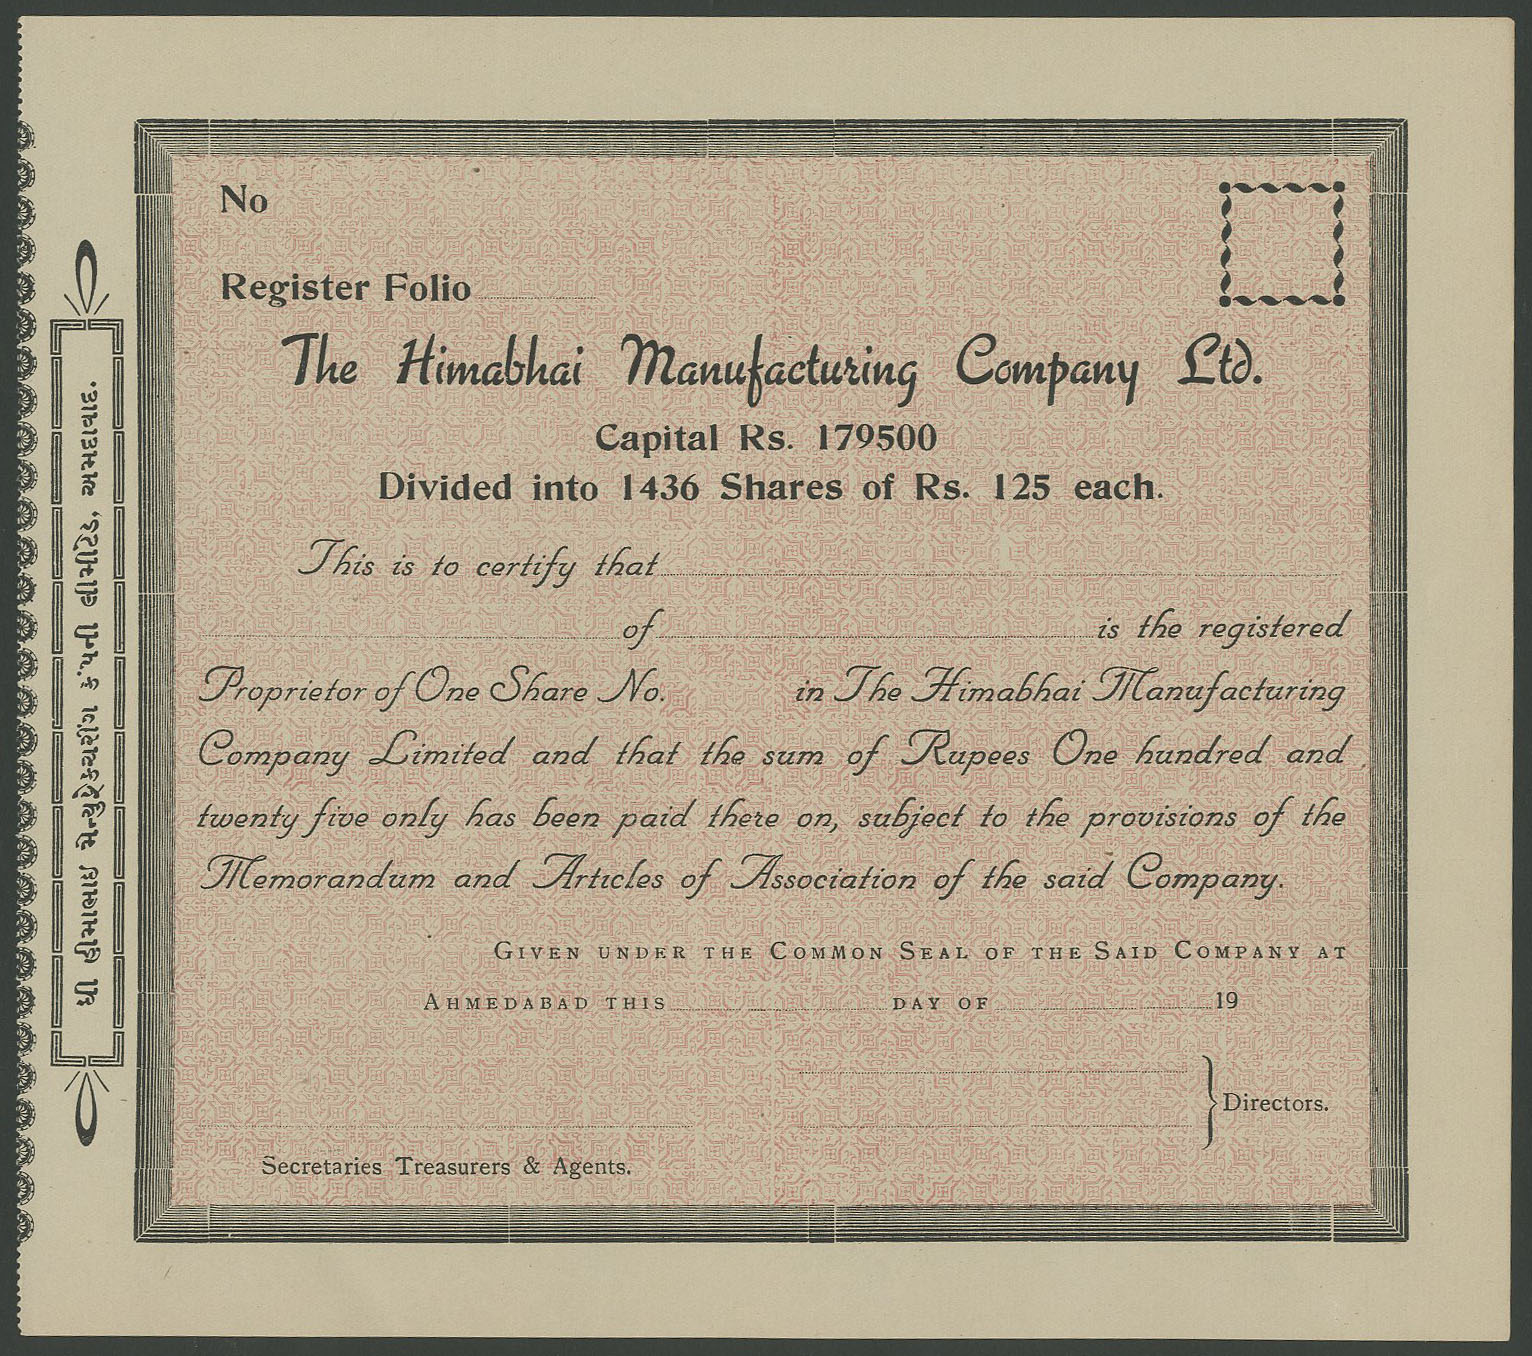 No
Register Folio
The Himabhai Manufacturing Company Ltd.
Capital Rs. 179500
Divided into 1436 Shares of Rs. 125 each.
This is to certify that
of is the registered
Proprietor of One Share No. in The Himabhai Manufacturing
Company Limited and that the sum of Rupees One hundred and
twenty five only has been paid there on, subject to the provisions of the
Memorandum and Articles of Association of the said Company.
GIVEN UNDER THE COMMON SEAL OF THE SAID COMPANY AT
AHMEDABAD THIS DAY OF 19
Directors.
Secretaries Treasurers & Agents.
ધી હીમાભાઈ મેન્યુફેક્ચરીંગ કં.પની લીમીટેડ, અમદાવાદ.